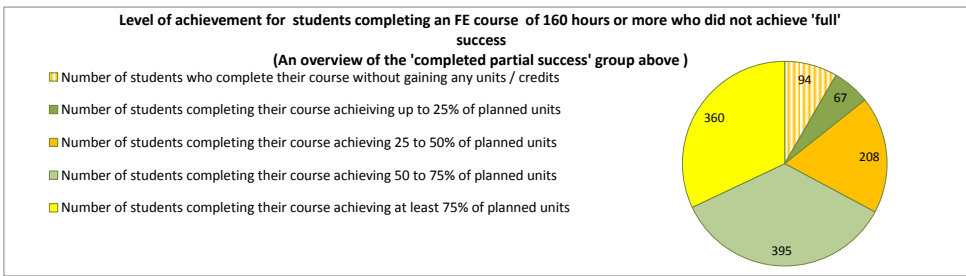 Level of achievement for students completing an FE course of 160 hours or more who did not achieve 'full'
success
(An overview of the 'completed partial success' group above )
Number of students who complete their course without gaining any units / credits
Number of students completing their course achieiving up to 25% of planned units
Number of students completing their course achieving 25 to 50% of planned units
Number of students completing their course achieving 50 to 75% of planned units
Number of students completing their course achieving at least 75% of planned units
94
67
208
395
360